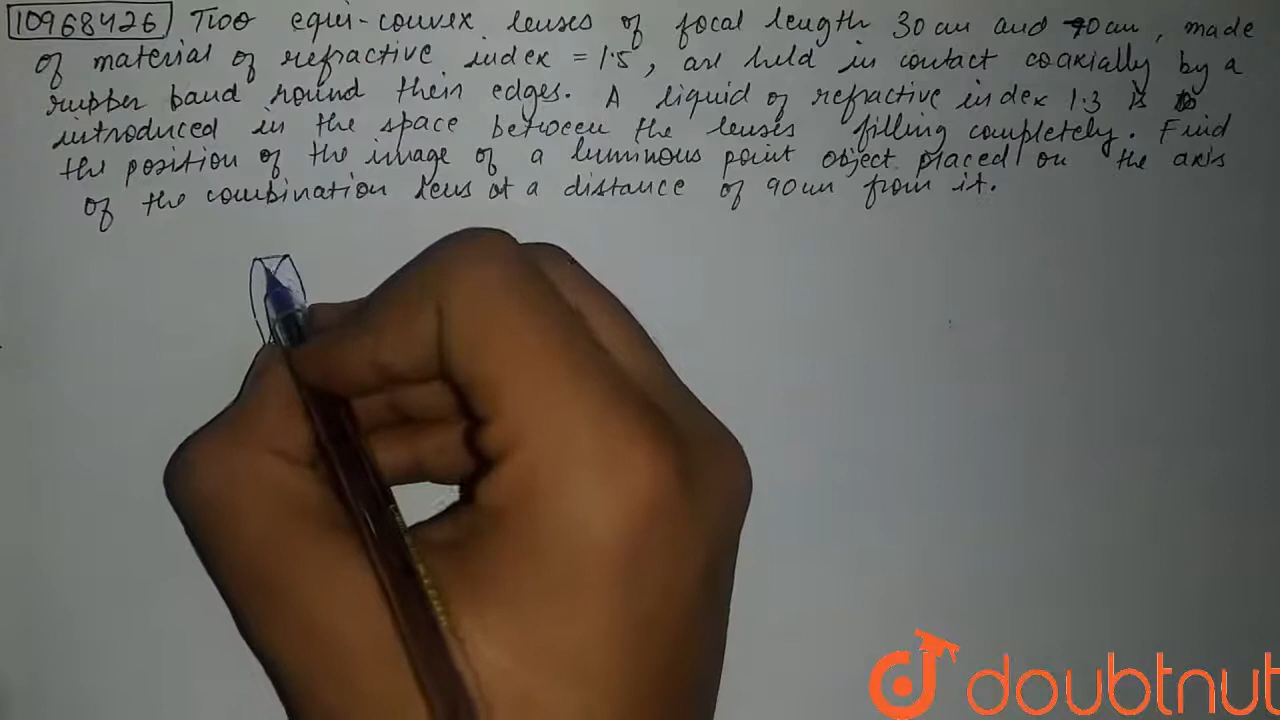 10968426 Two equi-convex lenses of focal length 30 cm and 70 cm, made
of material of refractive index = 1.5, are held in contact coaxially by a
rubber band round their edges. A liquid of refractive index 1.3 is
introduced in the space between the lenses filling completely. Find
the position of the image of a luminous point object placed on the axis
of the combination lens at a distance of 90 cm from it.
doubtnut